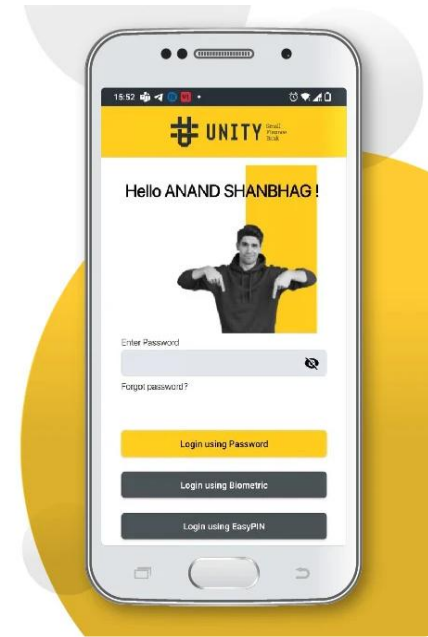 15:52
UNITY Small
Finance
Bank
Hello ANAND SHANBHAG !
Enter Password
Forgot password?
Login using Password
Login using Biometric
Login using EasyPIN